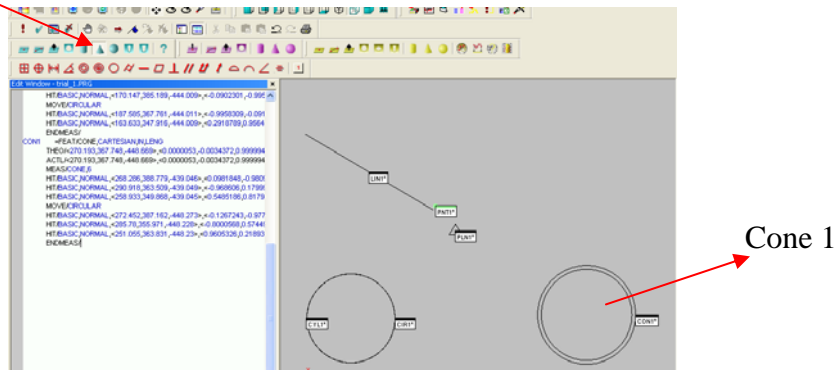 Edit Window - trial_1.PRG
HIT/BASIC,NORMAL,<170.147,385.189,-444.009>,<-0.0902301,-0.995
MOVE/CIRCULAR
HIT/BASIC,NORMAL,<187.585,367.761,-444.011>,<-0.9958309,-0.091
HIT/BASIC,NORMAL,<163.633,347.916,-444.009>,<0.2918789,0.9564
ENDMEAS/
CON1 =FEAT/CONE,CARTESIAN,IN,LENG
THEO/<270.193,367.748,-448.669>,<0.0000053,-0.0034372,0.999994
ACTL/<270.193,367.748,-448.669>,<0.0000053,-0.0034372,0.999994
MEAS/CONE,6
HIT/BASIC,NORMAL,<268.286,388.779,-439.046>,<0.0981848,-0.980
HIT/BASIC,NORMAL,<290.918,363.509,-439.049>,<-0.968606,0.1799
HIT/BASIC,NORMAL,<258.933,349.868,-439.045>,<0.5485186,0.8179
MOVE/CIRCULAR
HIT/BASIC,NORMAL,<272.452,387.162,-448.273>,<-0.1267243,-0.977
HIT/BASIC,NORMAL,<285.78,355.971,-448.228>,<-0.8000568,0.5744
HIT/BASIC,NORMAL,<251.055,363.831,-448.23>,<0.9605326,0.21893
ENDMEAS/
LIN1*
PNT1*
PLN1*
Cone 1
CYL1*
CIR1*
CON1*